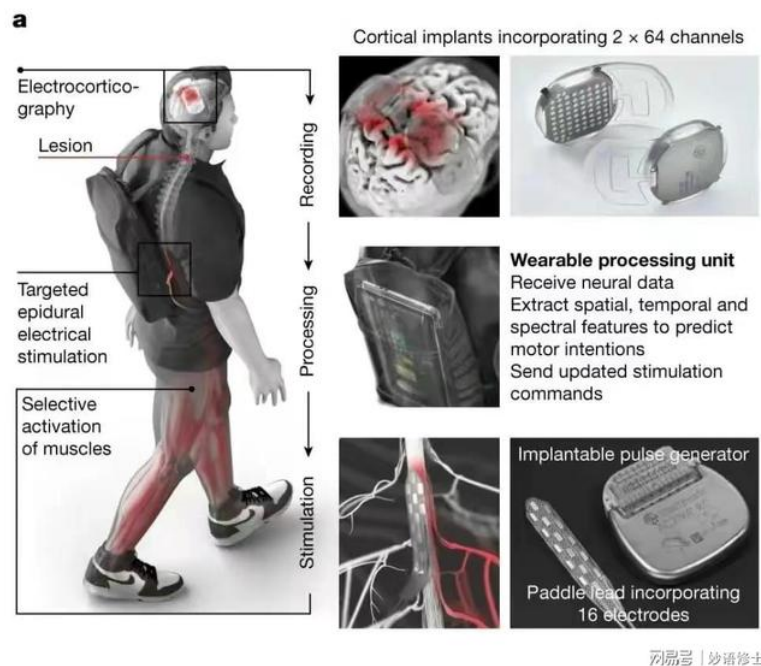 a
Cortical implants incorporating 2 × 64 channels
Electrocortico-
graphy
Lesion
Recording
Targeted
epidural
electrical
stimulation
Processing
Wearable processing unit
Receive neural data
Extract spatial, temporal and
spectral features to predict
motor intentions
Send updated stimulation
commands
Selective
activation
of muscles
Stimulation
Implantable pulse generator
Paddle lead incorporating
16 electrodes
网易号 | 妙语修士